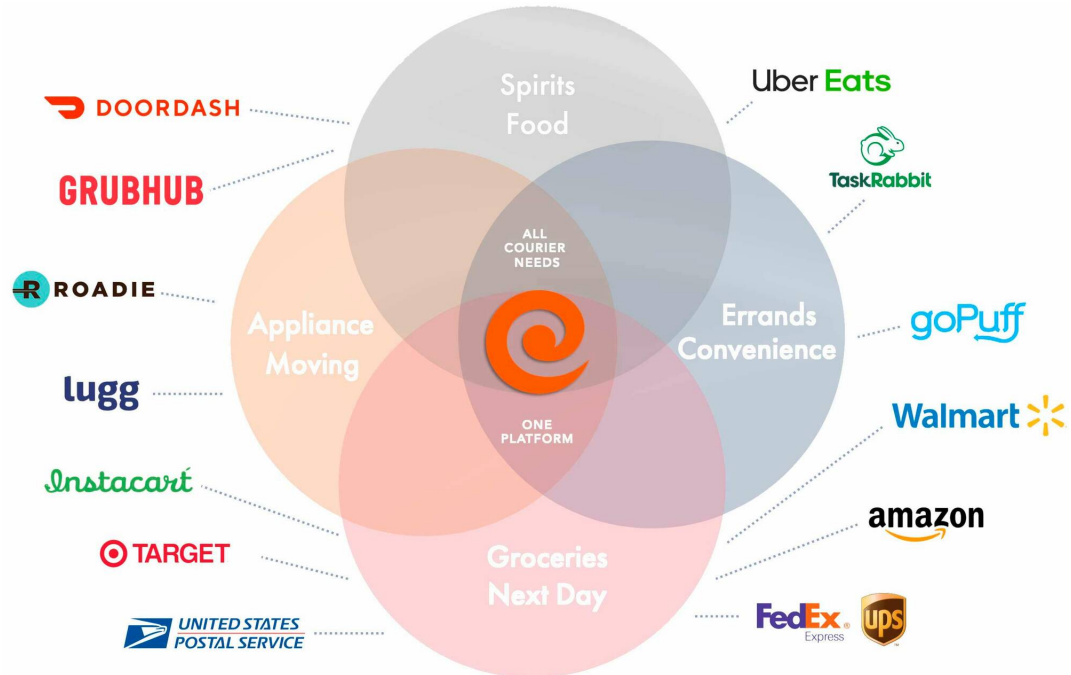 Spirits
Food
Uber Eats
DOORDASH
TaskRabbit
GRUBHUB
ALL
COURIER
NEEDS
R ROADIE
Appliance
Moving
Errands
Convenience
goPuff
lugg
Walmart
ONE
PLATFORM
Instacart
amazon
TARGET
Groceries
Next Day
UNITED STATES
POSTAL SERVICE
FedEx
Express
ups